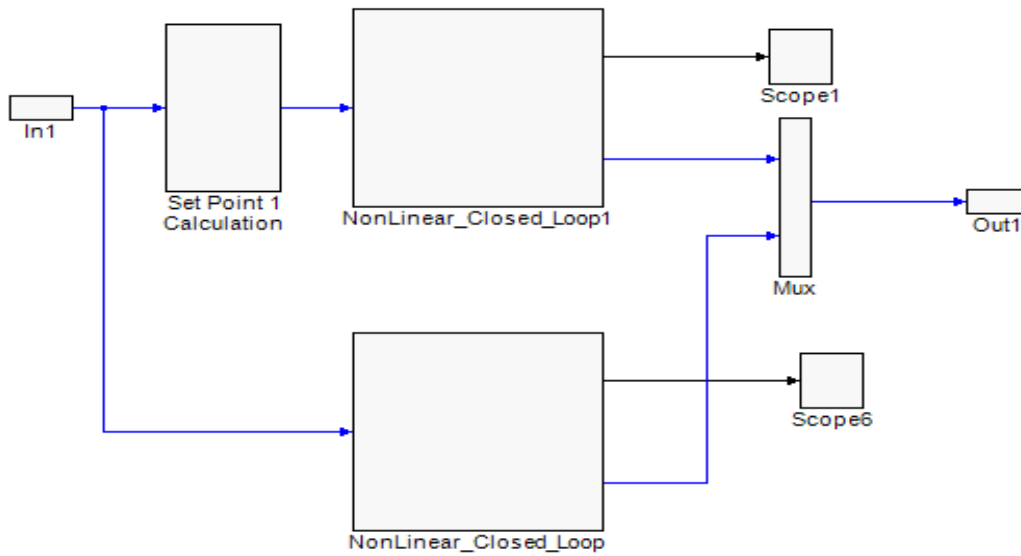 Scope1
In1
Set Point 1
Calculation
NonLinear_Closed_Loop1
Out1
Mux
Scope6
NonLinear_Closed_Loop